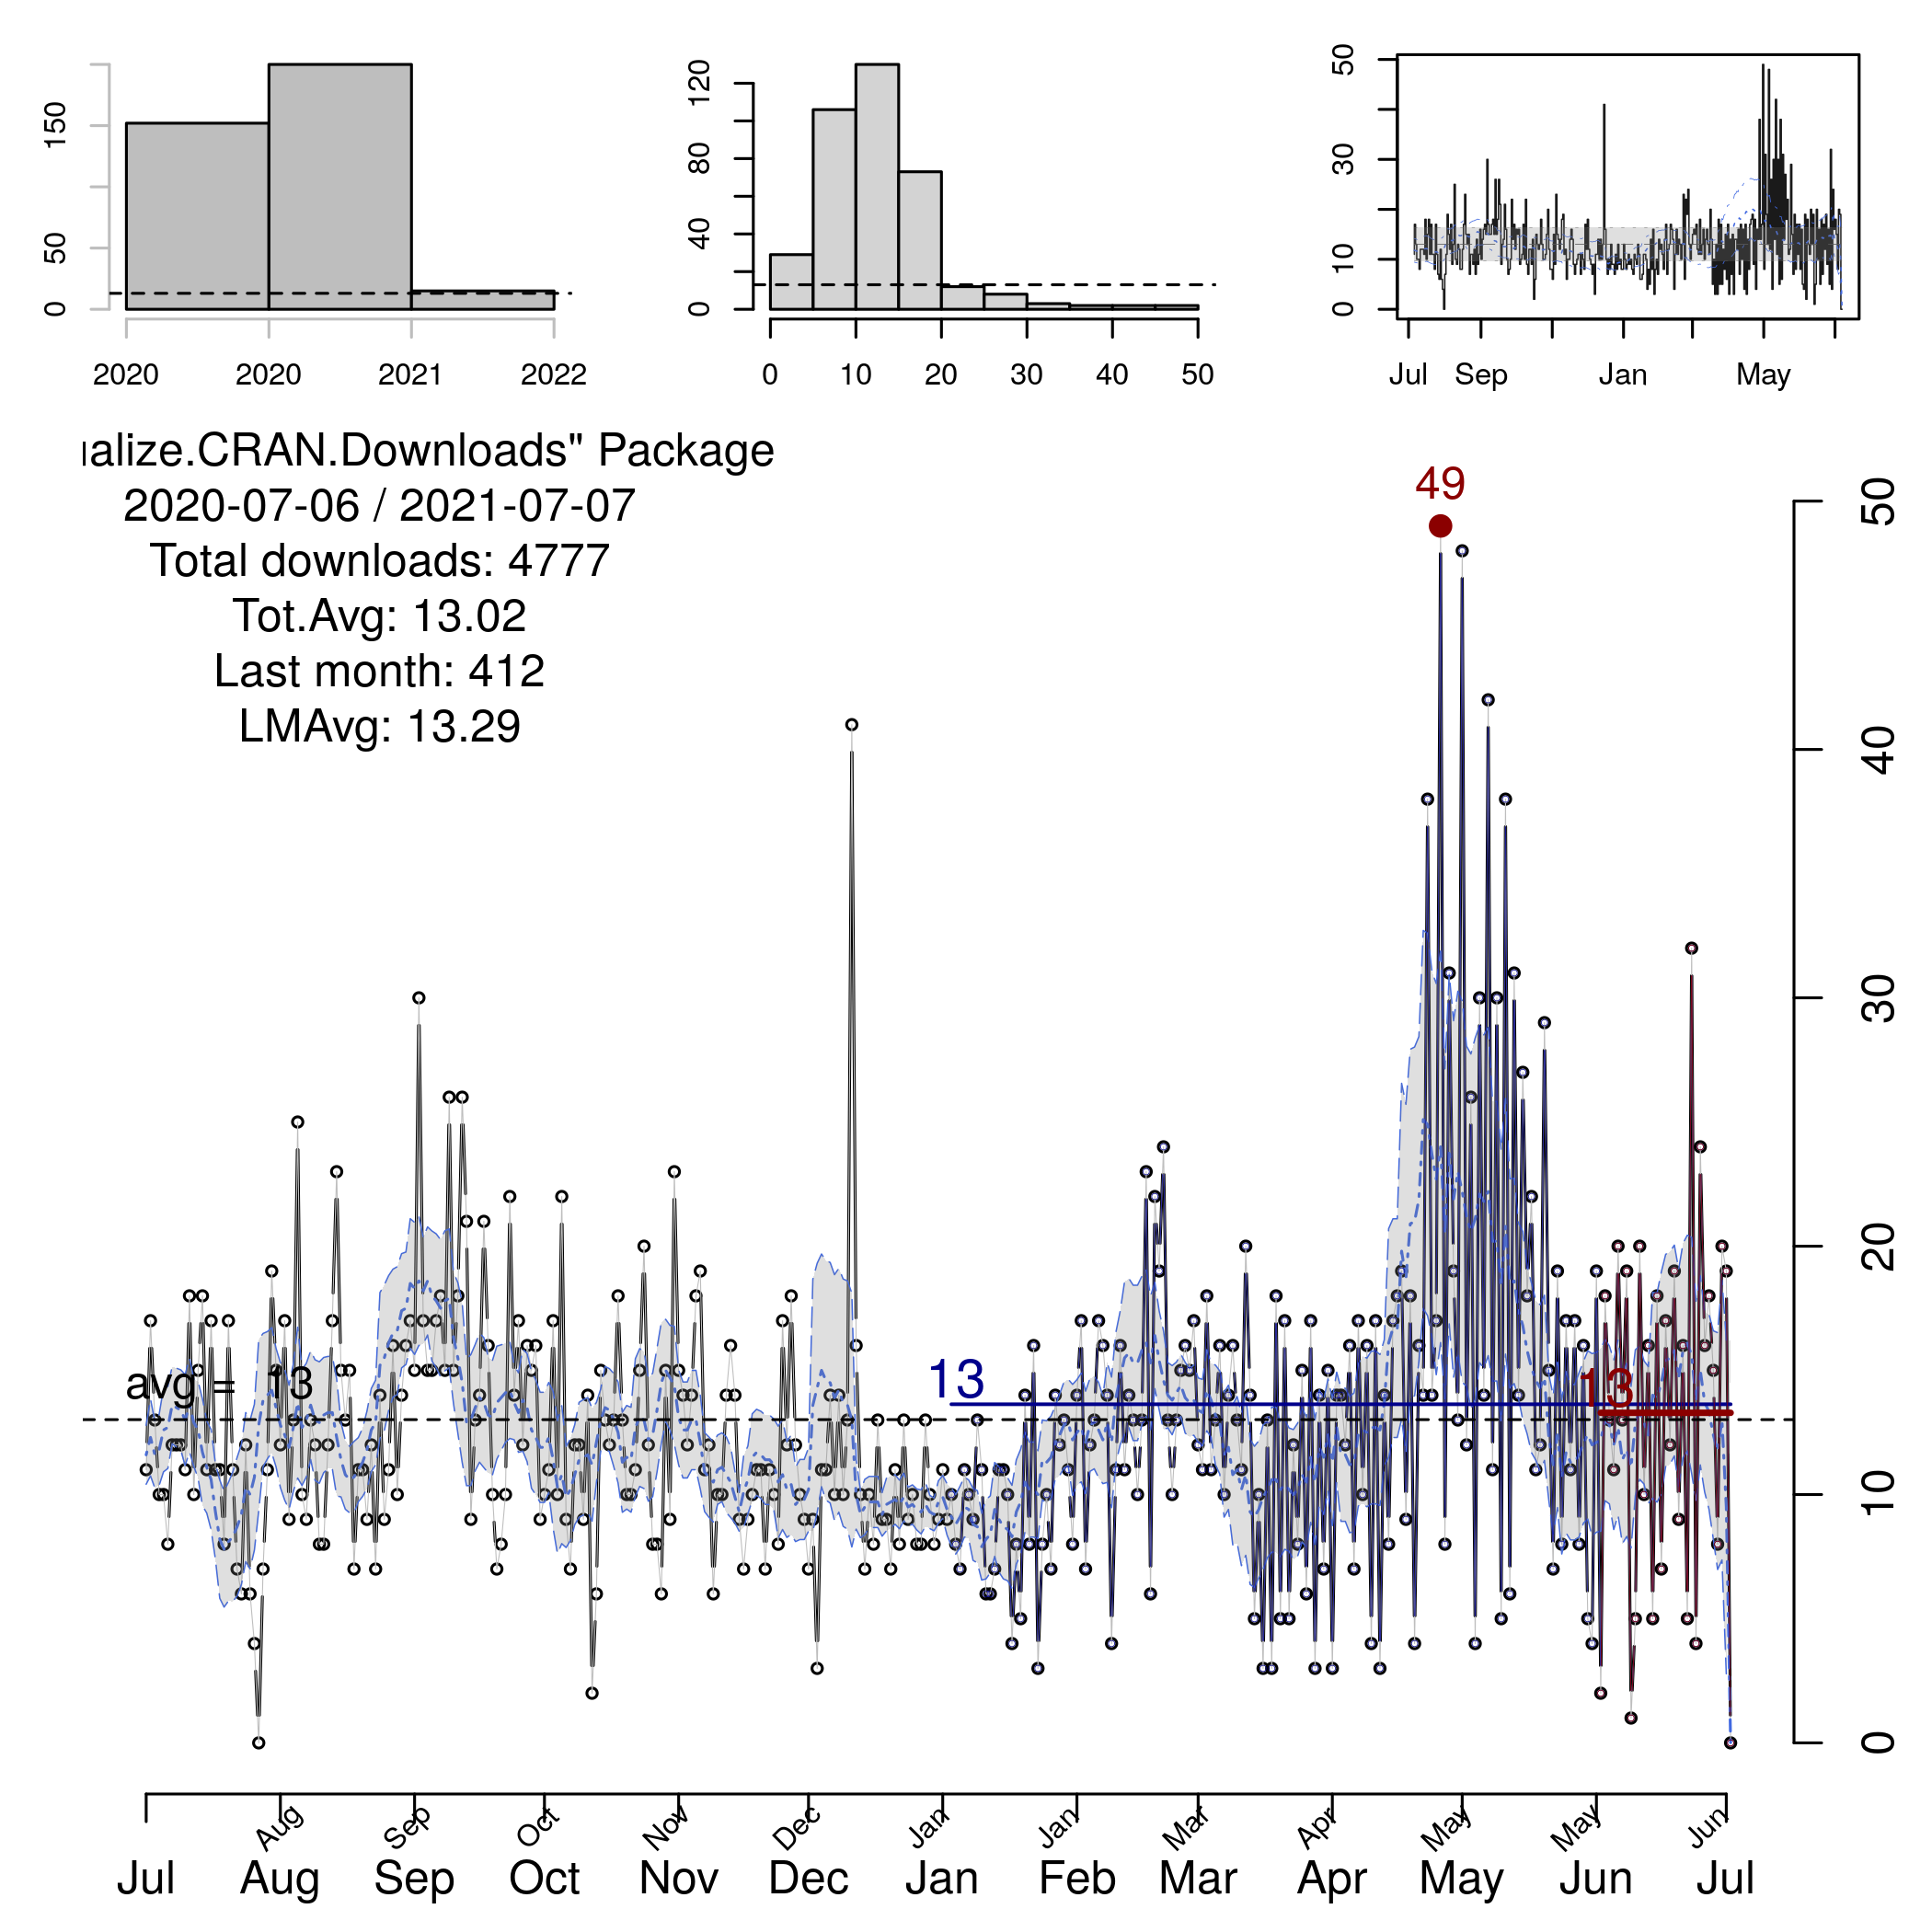 0 50 150
2020 2020 2021 2022
0 40 80 120
0 10 20 30 40 50
0 10 30 50
Jul Sep Jan May
alize.CRAN.Downloads" Package
2020-07-06 / 2021-07-07
Total downloads: 4777
Tot.Avg: 13.02
Last month: 412
LMAvg: 13.29
49
avg = 13
13
13
0 10 20 30 40 50
Aug Sep Oct Nov Dec Jan Jan Mar Apr May May Jun
Jul Aug Sep Oct Nov Dec Jan Feb Mar Apr May Jun Jul